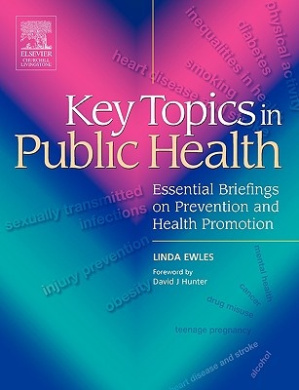 ELSEVIER
CHURCHILL
LIVINGSTONE
physical activity
diabetes
inequalities in
smoking
heart disease
Key Topics in
Public Health
Essential Briefings
on Prevention and
Health Promotion
sexually transmitted
infections
LINDA EWLES
Foreword by
David J Hunter
injury prevention
obesity
mental health
cancer
drug misuse
teenage pregnancy
heart disease and stroke
alcohol